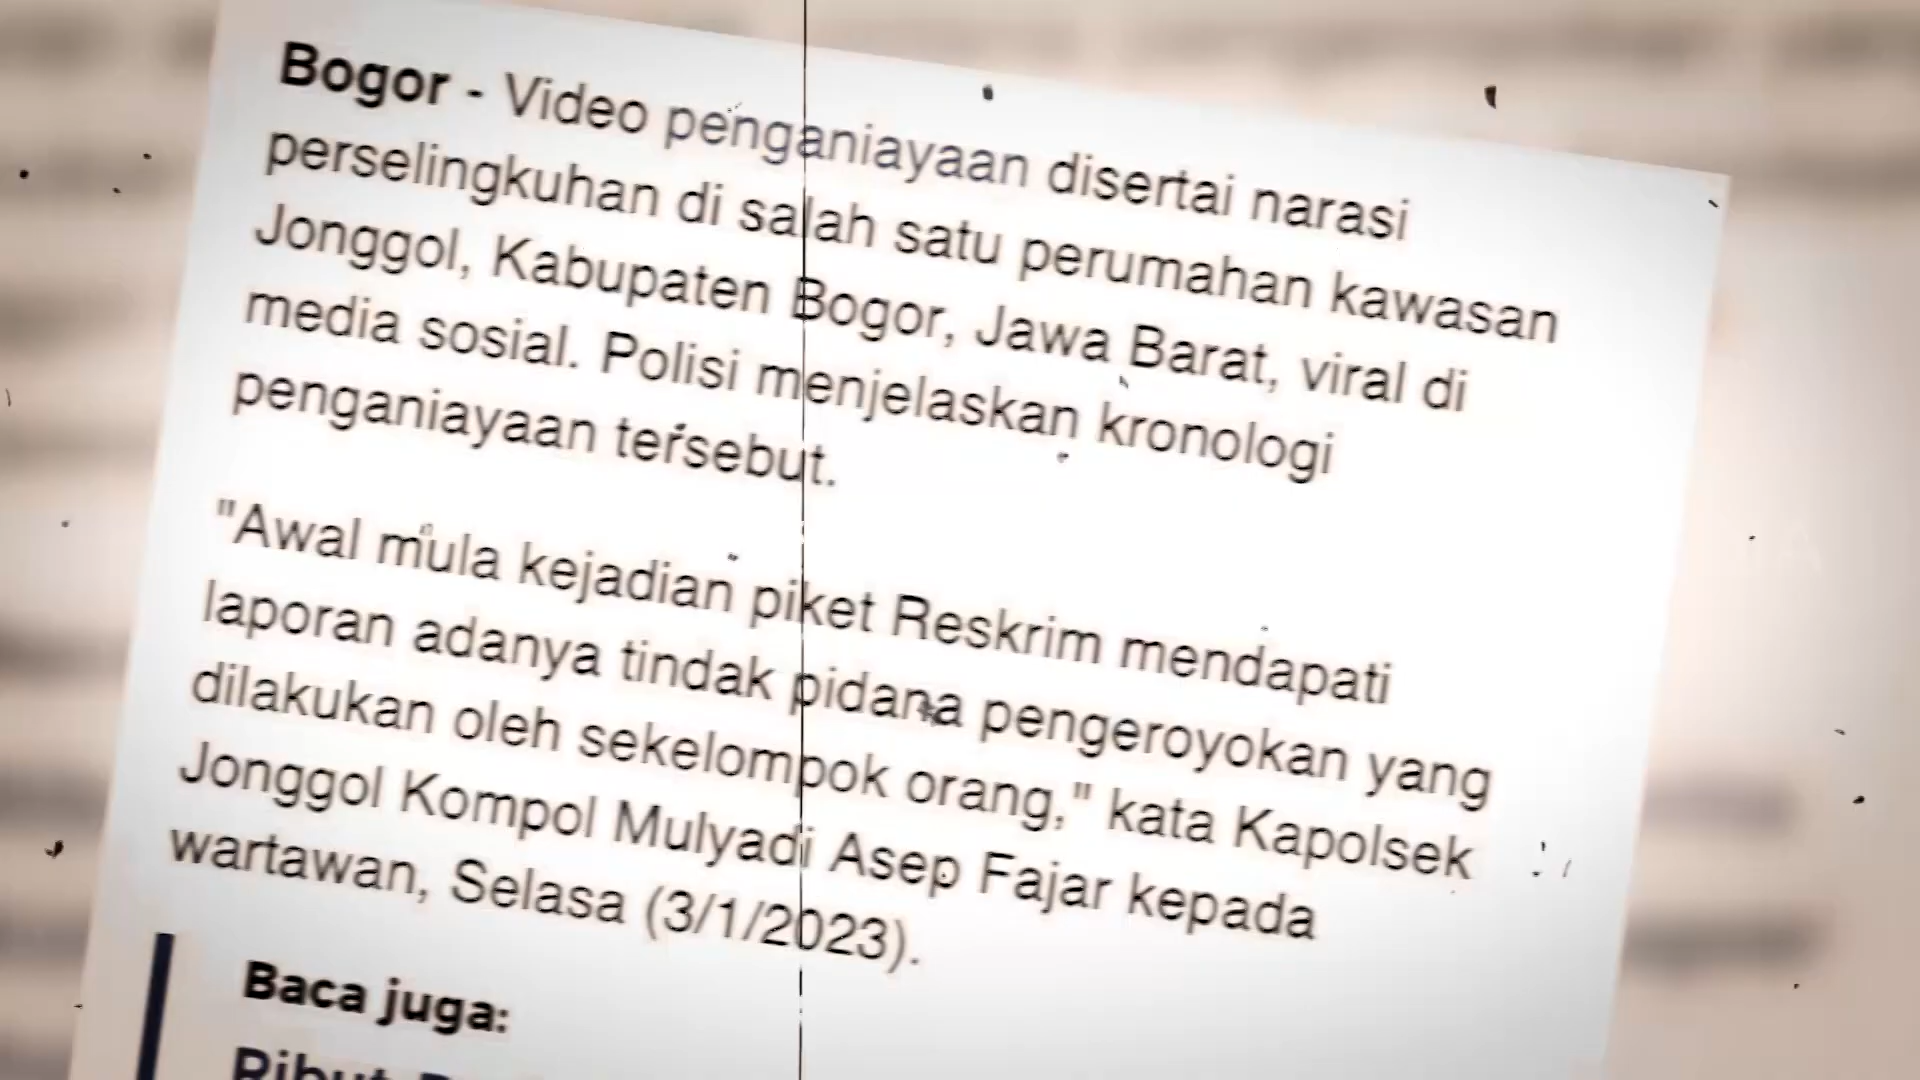 Bogor - Video penganiayaan disertai narasi
perselingkuhan di salah satu perumahan kawasan
Jonggol, Kabupaten Bogor, Jawa Barat, viral di
media sosial. Polisi menjelaskan kronologi
penganiayaan tersebut.
"Awal mula kejadian piket Reskrim mendapati
laporan adanya tindak pidana pengeroyokan yang
dilakukan oleh sekelompok orang," kata Kapolsek
Jonggol Kompol Mulyadi Asep Fajar kepada
wartawan, Selasa (3/1/2023).
Baca juga: